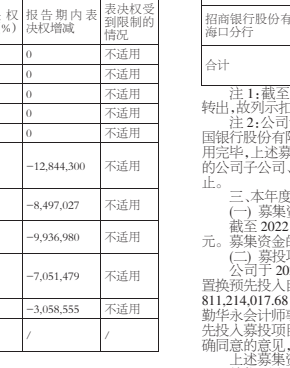 权 报告期内表 表决权受
%) 决权增减 到限制的
情况
0 不适用
0 不适用
0 不适用
0 不适用
0 不适用
-12,844,300 不适用
-8,497,027 不适用
-9,936,980 不适用
-7,051,479 不适用
-3,058,555 不适用
/ /
招商银行股份有
海口分行
合计
注 1:截至
转出,故列示扣
注 2:公司
国银行股份有限
用完毕,上述募
的公司子公司、
止。
三、本年度
(一) 募集资
截至 2022
元。募集资金的
(二) 募投项
公司于 20
置换预先投入自
811,214,017.68
勤华永会计师事
先投入募投项目
确同意的意见,
上述募集资